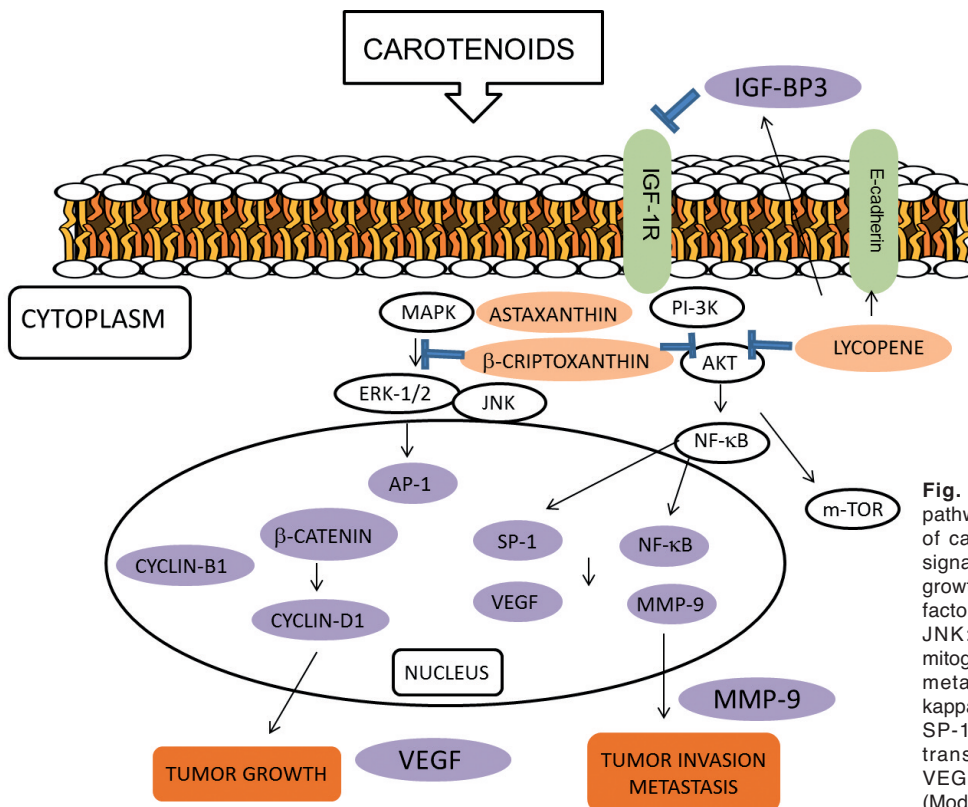 CAROTENOIDS
IGF-BP3
IGF-1R
E-cadherin
CYTOPLASM
MAPK
ASTAXANTHIN
PI-3K
β-CRIPTOXANTHIN
AKT
LYCOPENE
ERK-1/2
JNK
NF-κB
AP-1
m-TOR
β-CATENIN
SP-1
NF-κB
CYCLIN-B1
VEGF
MMP-9
CYCLIN-D1
NUCLEUS
MMP-9
VEGF
TUMOR GROWTH
TUMOR INVASION
METASTASIS
Fig.
pathw
of ca
signa
growt
facto
JNK:
mitog
meta
kappa
SP-1
trans
VEG
(Mod